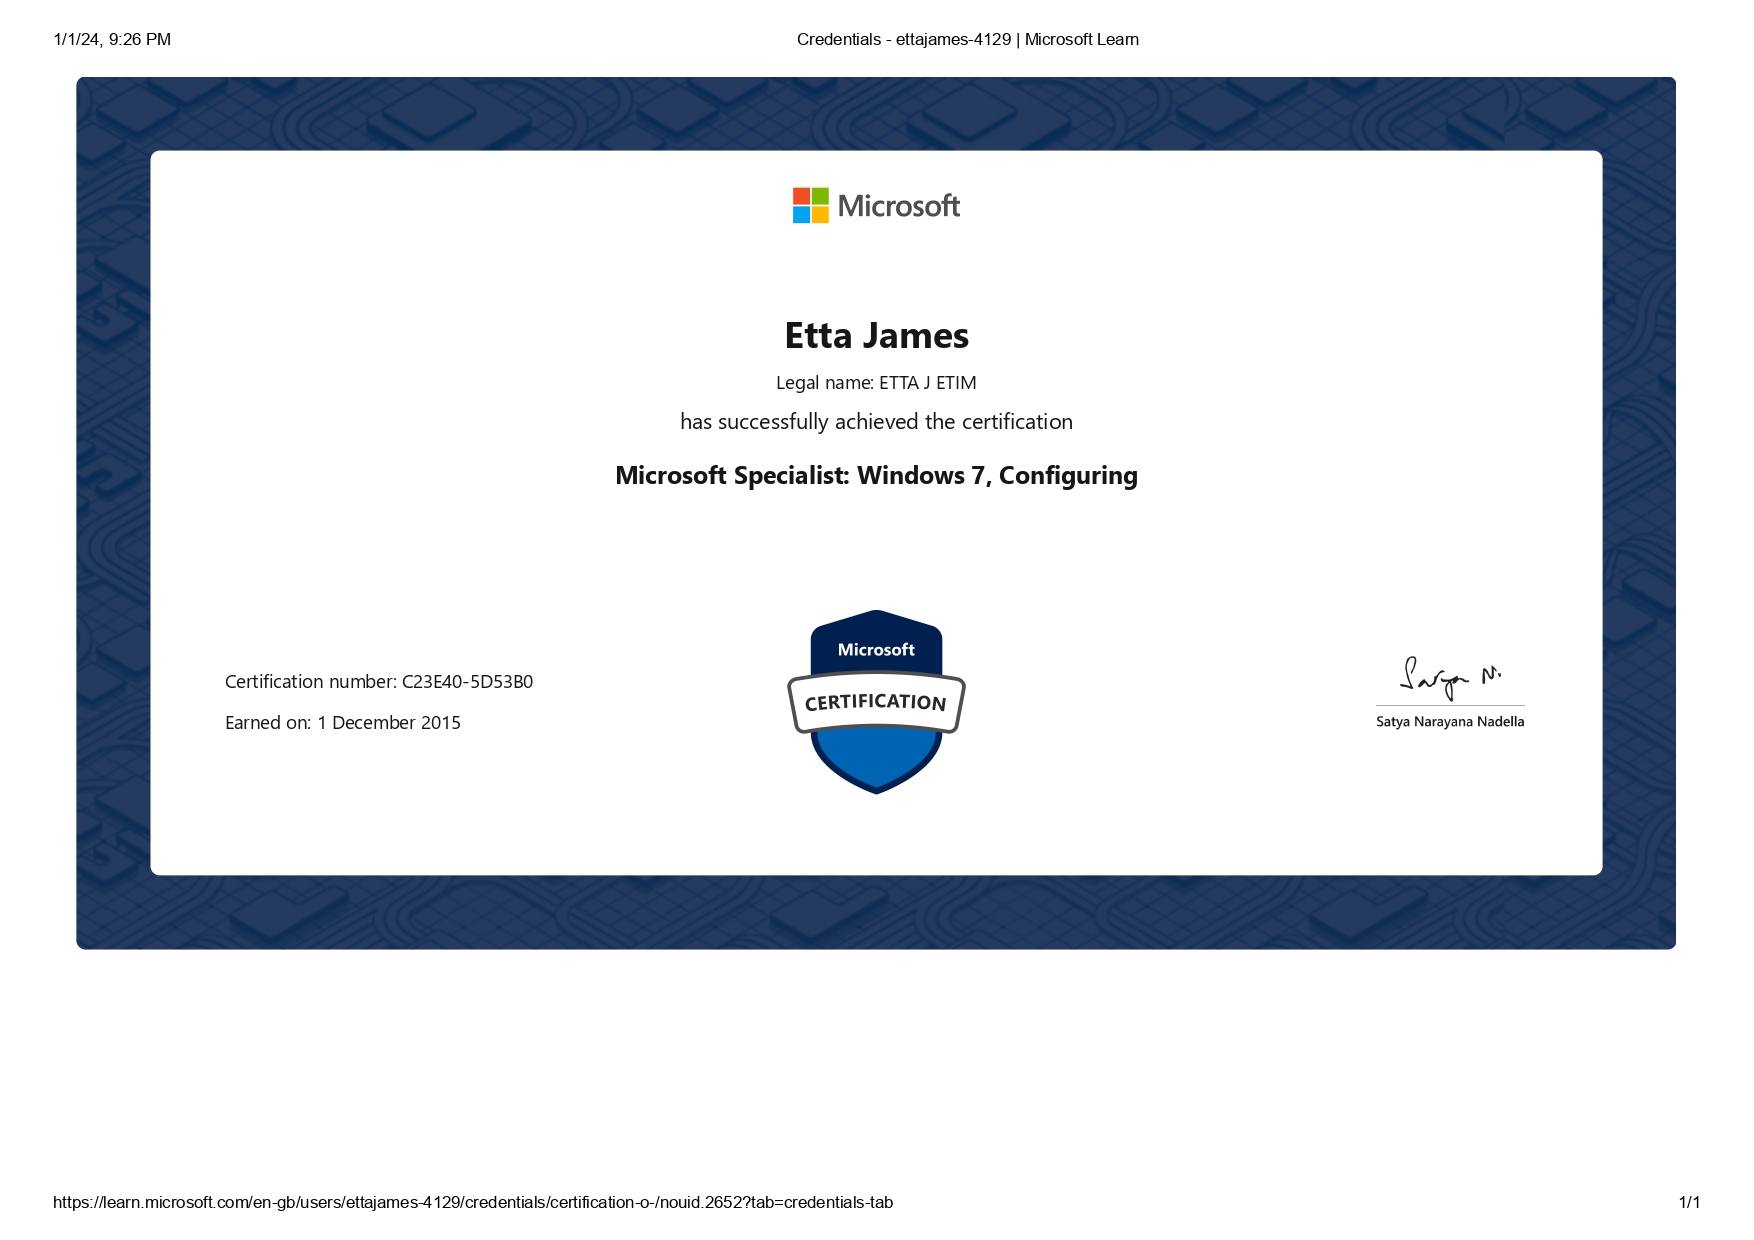 1/1/24, 9:26 PM
Credentials - ettajames-4129 | Microsoft Learn
Microsoft
Etta James
Legal name: ETTA J ETIM
has successfully achieved the certification
Microsoft Specialist: Windows 7, Configuring
Microsoft
CERTIFICATION
Certification number: C23E40-5D53B0
Earned on: 1 December 2015
Satya N.
Satya Narayana Nadella
https://learn.microsoft.com/en-gb/users/ettajames-4129/credentials/certification-o-/nouid.2652?tab=credentials-tab
1/1